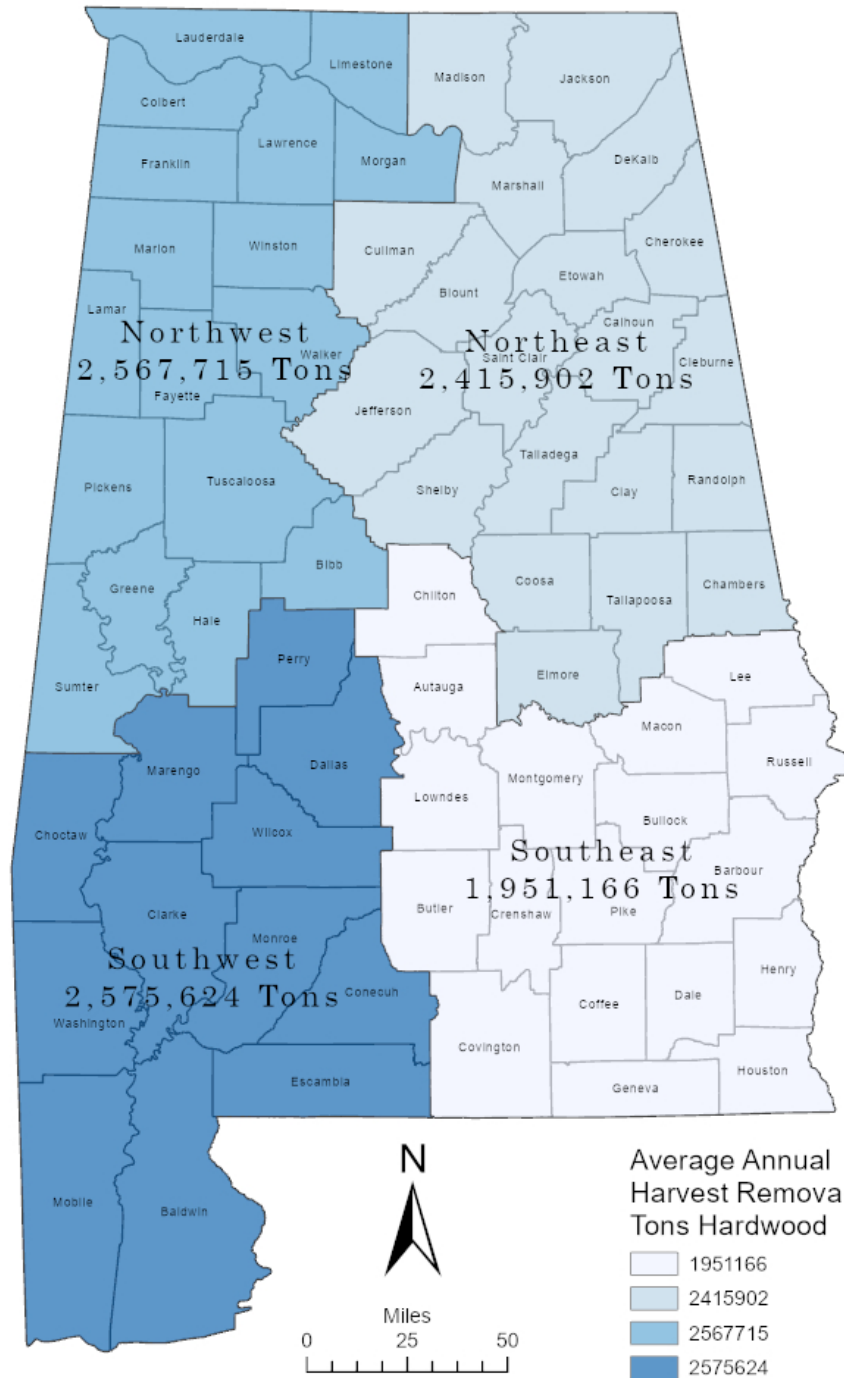 Lauderdale
Limestone
Madison
Jackson
Colbert
Lawrence
Franklin
Morgan
DeKalb
Marshall
Marion
Winston
Cullman
Cherokee
Etowah
Blount
Lamar
Calhoun
Northwest
2,567,715 Tons
Walker
Northeast
2,415,902 Tons
Saint Clair
Cleburne
Fayette
Jefferson
Talladega
Pickens
Tuscaloosa
Shelby
Clay
Randolph
Bibb
Greene
Coosa
Chambers
Chilton
Tallapoosa
Hale
Perry
Elmore
Lee
Sumter
Autauga
Macon
Dallas
Russell
Marengo
Montgomery
Lowndes
Bullock
Choctaw
Wilcox
Southeast
1,951,166 Tons
Barbour
Butler
Crenshaw
Pike
Clarke
Monroe
Southwest
2,575,624 Tons
Conecuh
Henry
Dale
Coffee
Washington
Covington
Escambia
Geneva
Houston
Mobile
Baldwin
N
Miles
0 25 50
Average Annual
Harvest Remova
Tons Hardwood
1951166
2415902
2567715
2575624